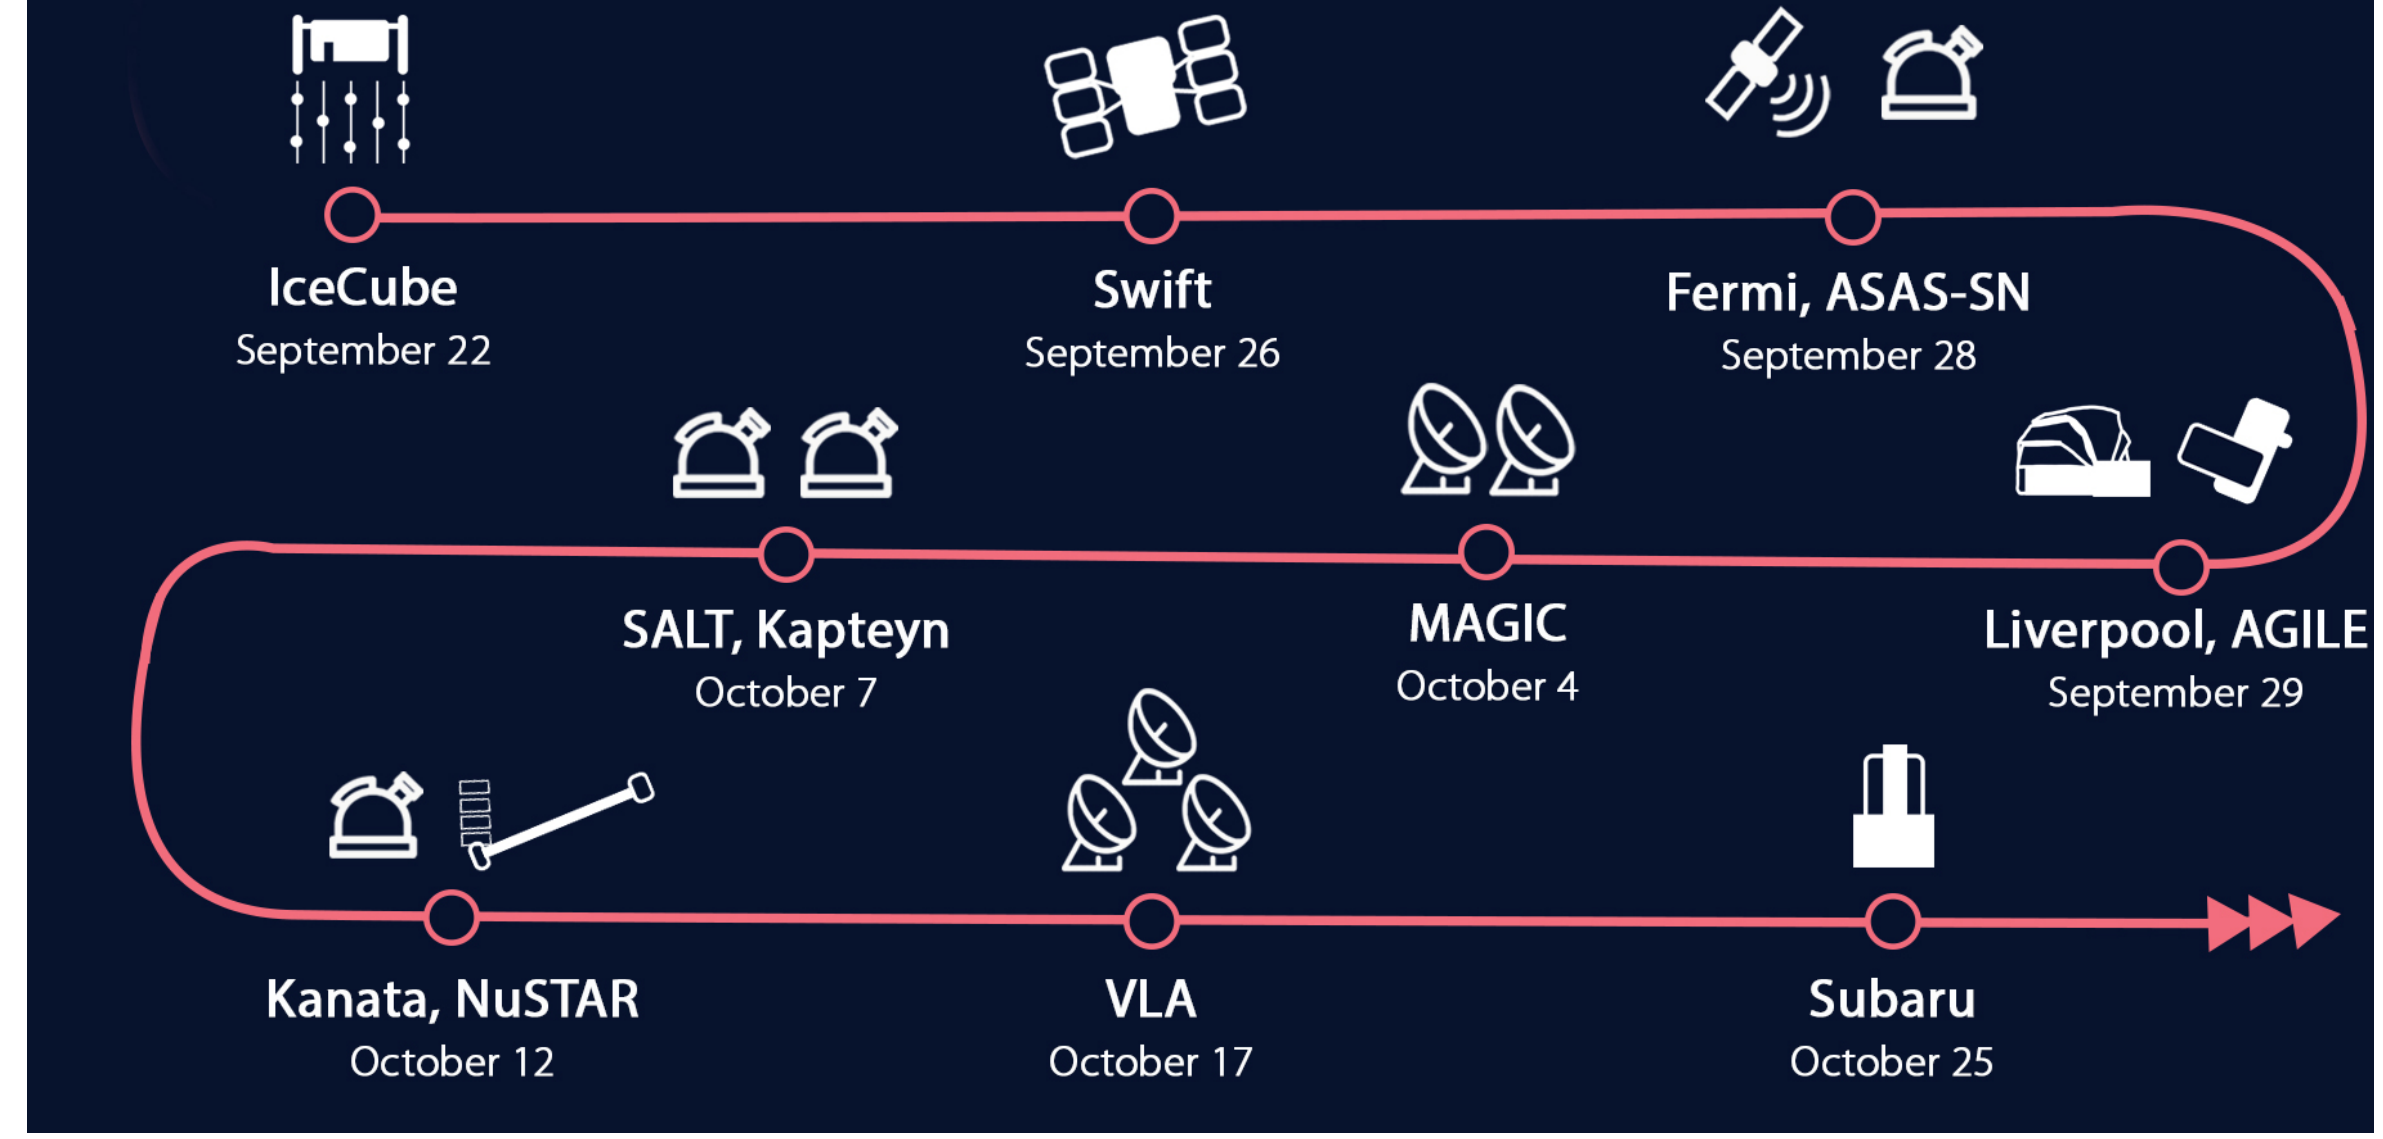 IceCube
September 22
Swift
September 26
Fermi, ASAS-SN
September 28
Liverpool, AGILE
September 29
MAGIC
October 4
SALT, Kapteyn
October 7
Kanata, NuSTAR
October 12
VLA
October 17
Subaru
October 25